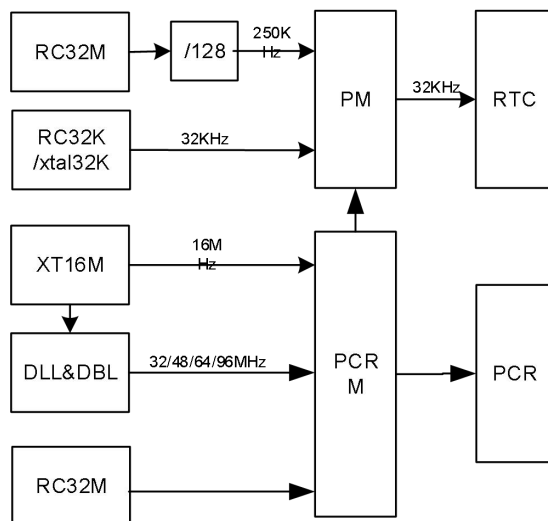 RC32M
/128
250K
Hz
PM
32KHz
RTC
RC32K
/xtal32K
32KHz
XT16M
16M
Hz
DLL&DBL
32/48/64/96MHz
PCR
M
PCR
RC32M